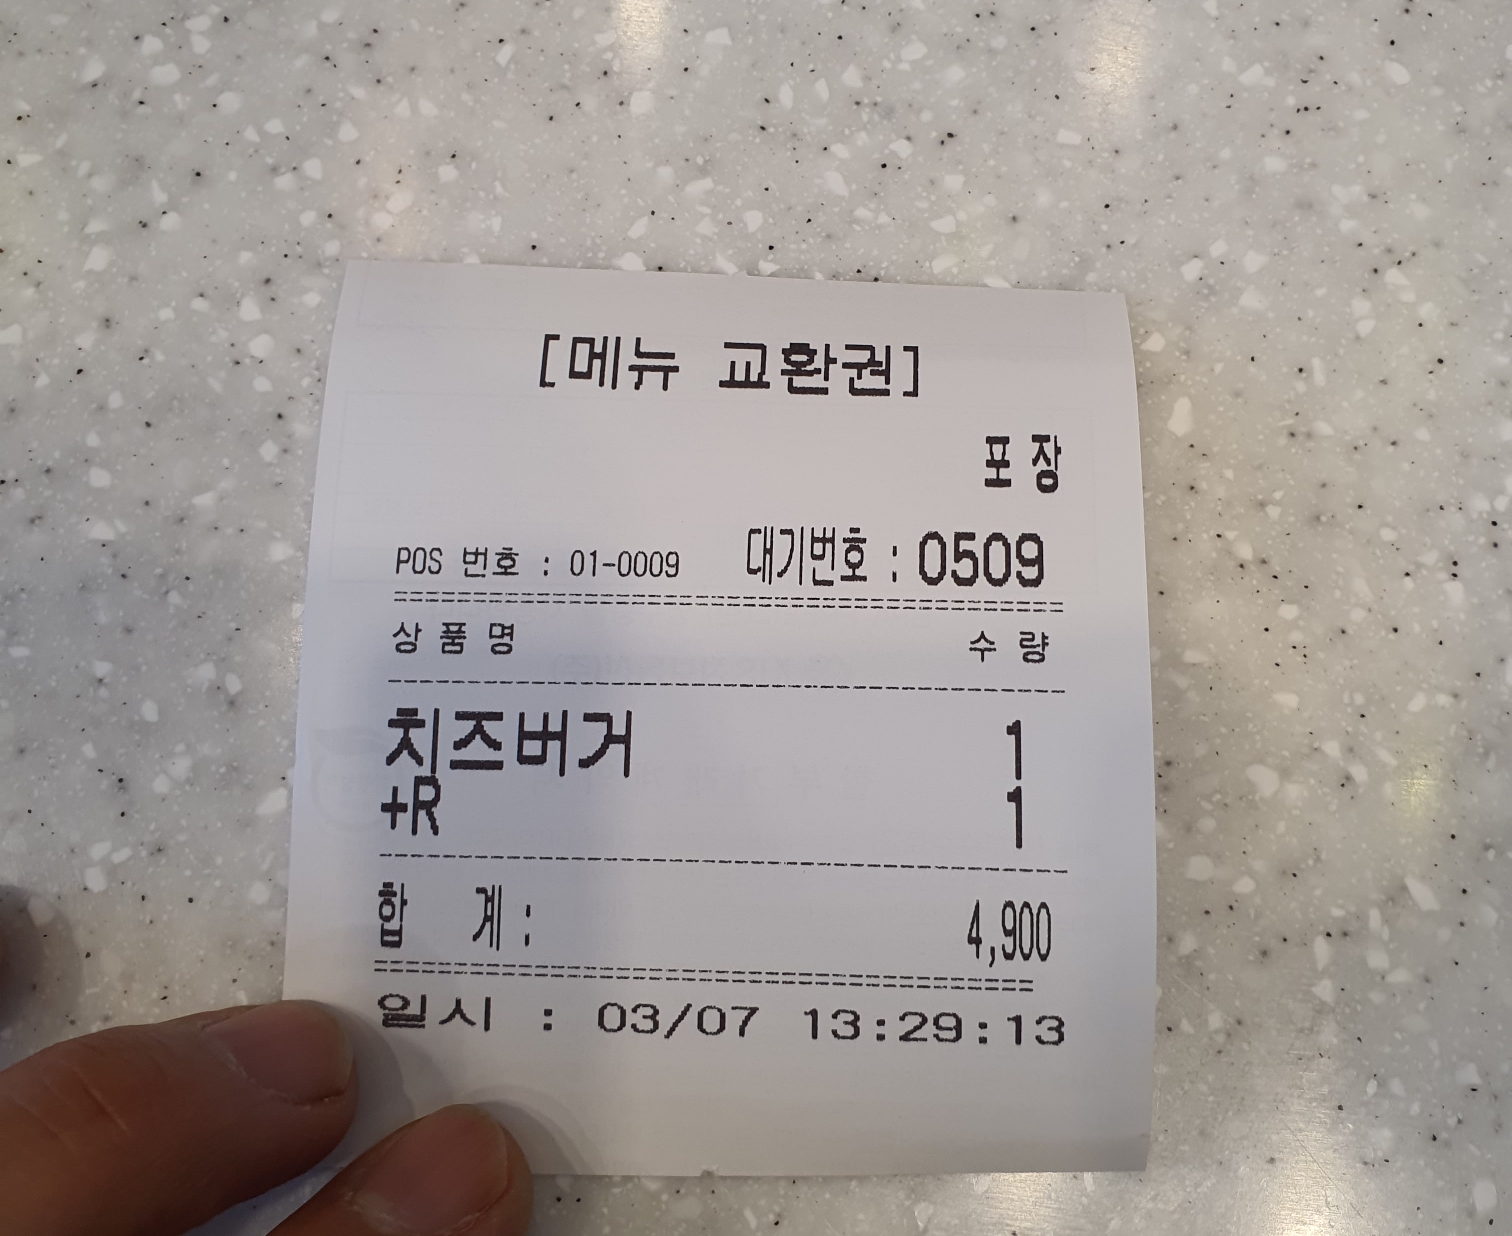 [메뉴 교환권]
포장
POS 번호 : 01-0009 대기번호 : 0509
상품명 수량
치즈버거 1
+R 1
합 계 : 4,900
일시 : 03/07 13:29:13